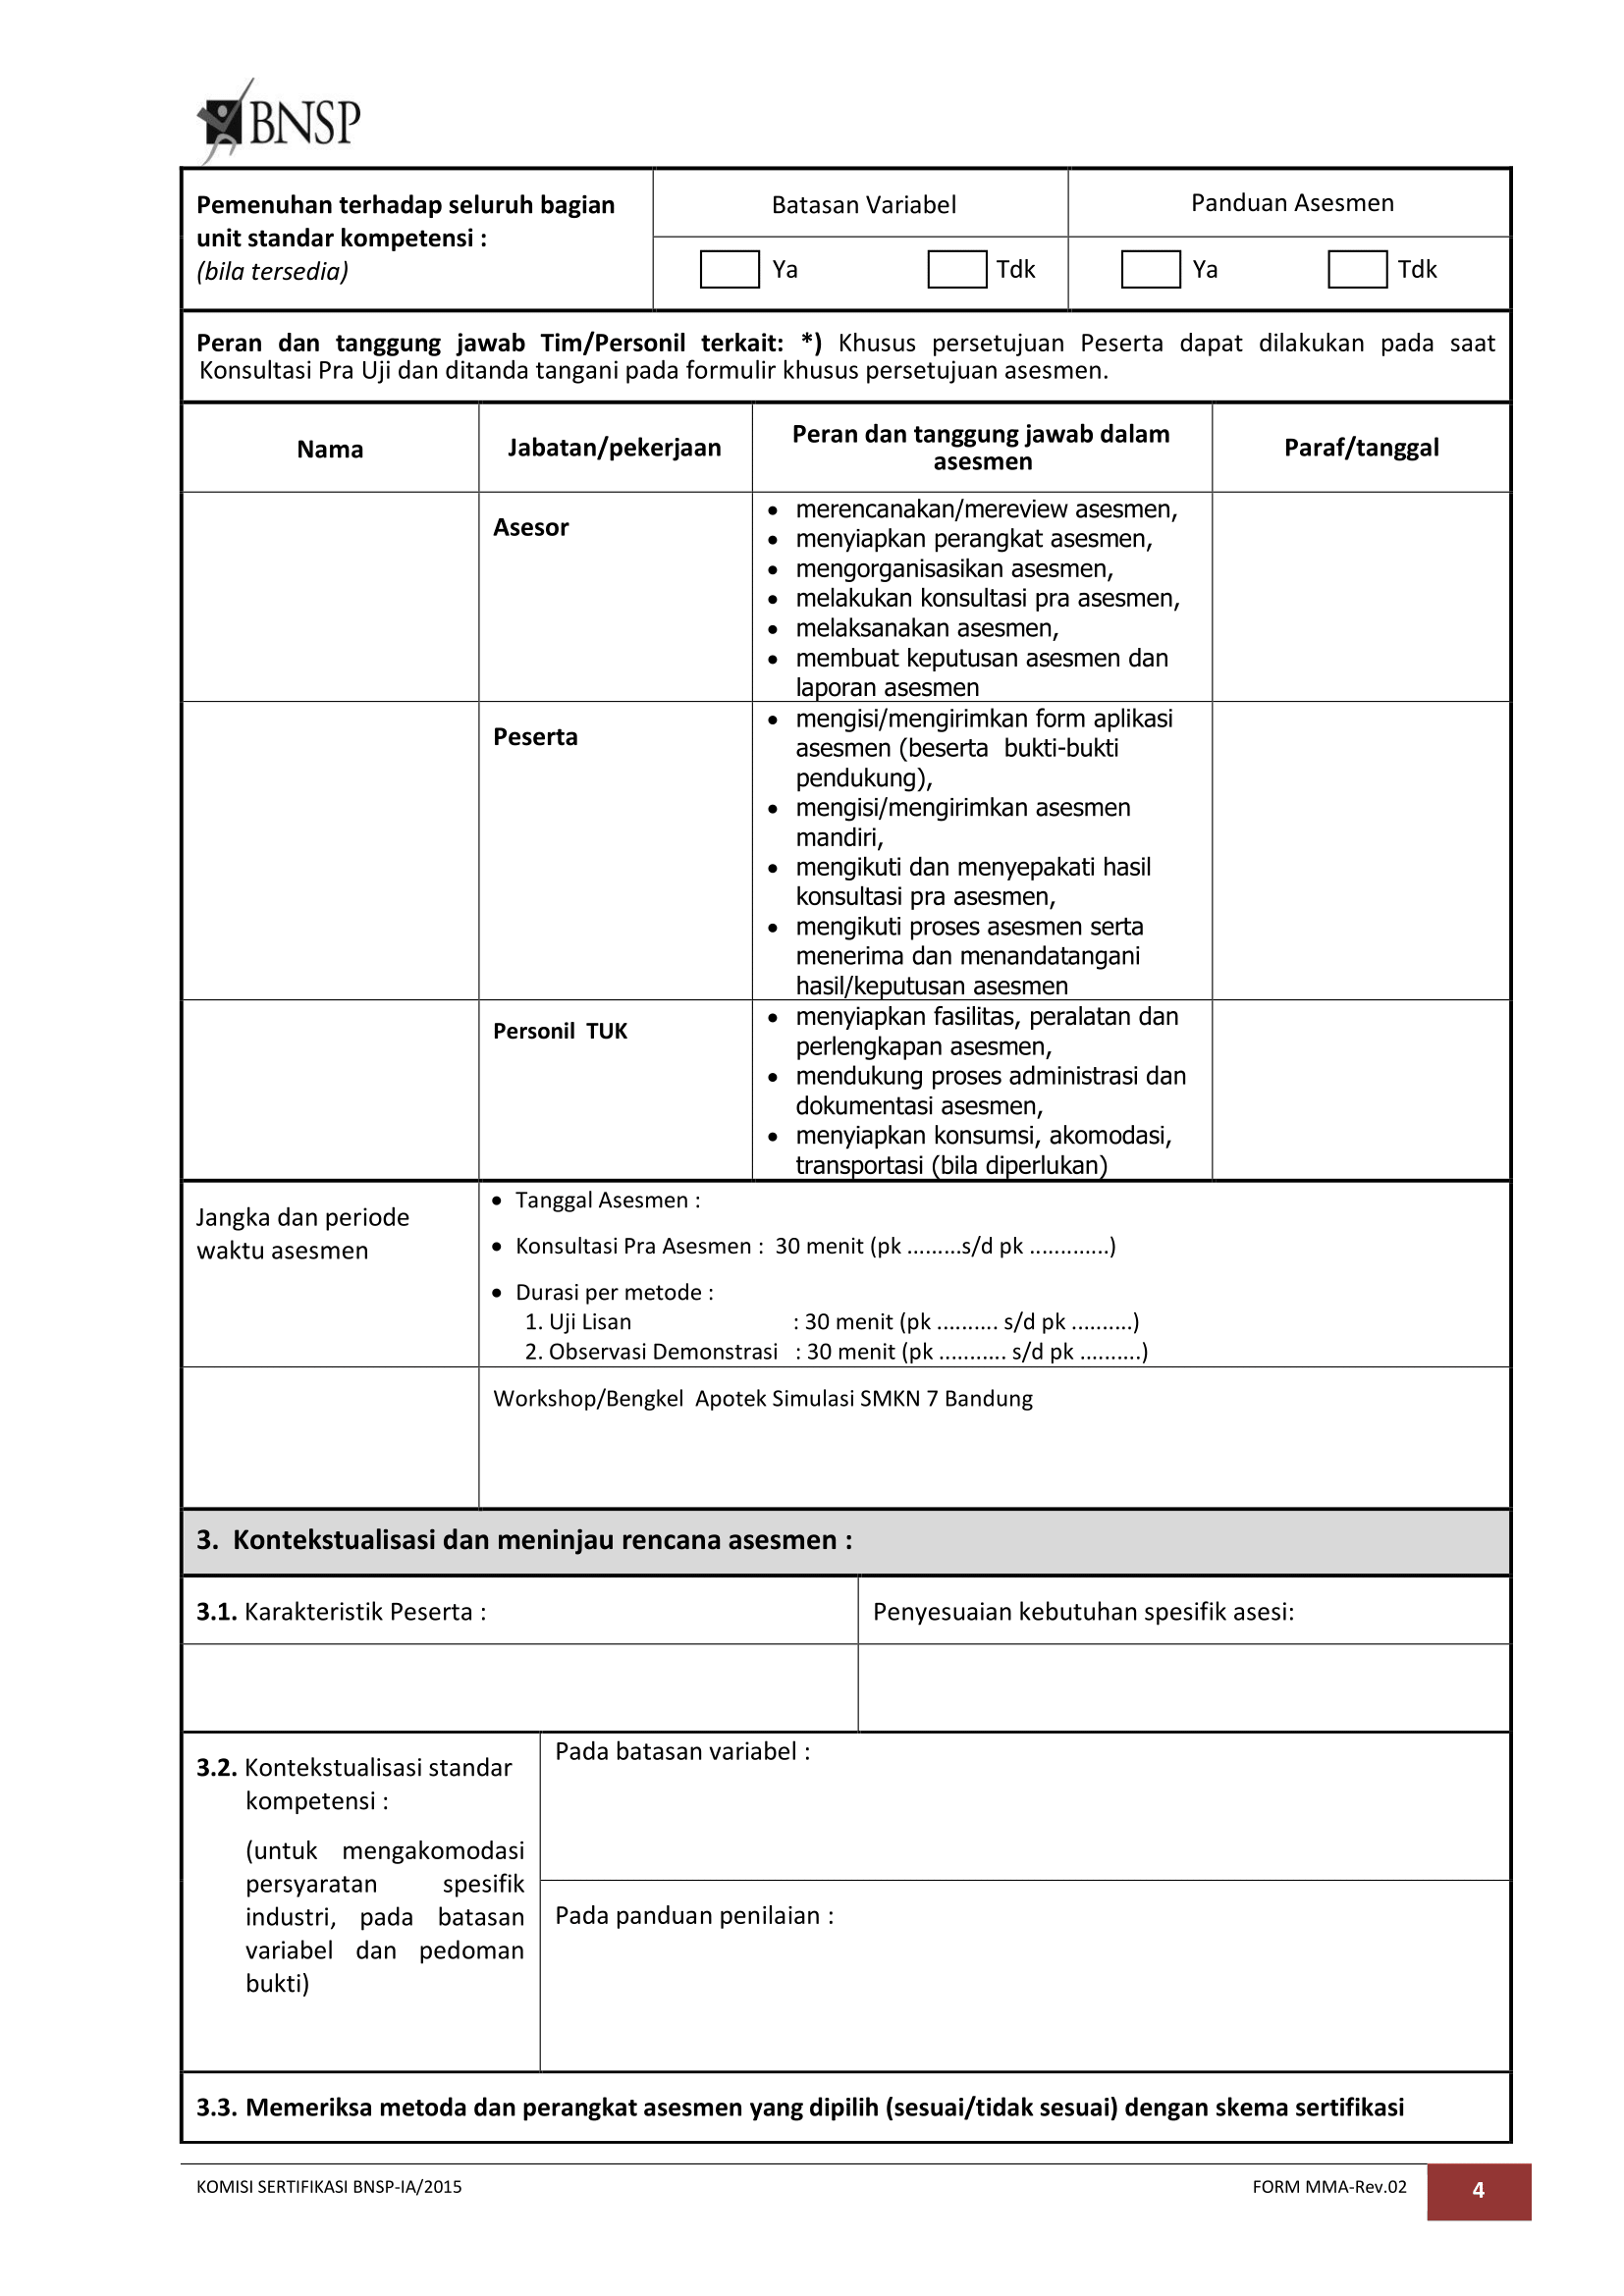 BNSP
Pemenuhan terhadap seluruh bagian
unit standar kompetensi :
(bila tersedia)
Batasan Variabel
Panduan Asesmen
Ya
Tdk
Ya
Tdk
Peran dan tanggung jawab Tim/Personil terkait: *) Khusus persetujuan Peserta dapat dilakukan pada saat
Konsultasi Pra Uji dan ditanda tangani pada formulir khusus persetujuan asesmen.
Nama
Jabatan/pekerjaan
Peran dan tanggung jawab dalam
asesmen
Paraf/tanggal
Asesor
• merencanakan/mereview asesmen,
• menyiapkan perangkat asesmen,
• mengorganisasikan asesmen,
• melakukan konsultasi pra asesmen,
• melaksanakan asesmen,
• membuat keputusan asesmen dan
laporan asesmen
Peserta
• mengisi/mengirimkan form aplikasi
asesmen (beserta bukti-bukti
pendukung),
• mengisi/mengirimkan asesmen
mandiri,
• mengikuti dan menyepakati hasil
konsultasi pra asesmen,
• mengikuti proses asesmen serta
menerima dan menandatangani
hasil/keputusan asesmen
Personil TUK
• menyiapkan fasilitas, peralatan dan
perlengkapan asesmen,
• mendukung proses administrasi dan
dokumentasi asesmen,
• menyiapkan konsumsi, akomodasi,
transportasi (bila diperlukan)
Jangka dan periode
waktu asesmen
• Tanggal Asesmen :
• Konsultasi Pra Asesmen : 30 menit (pk .........s/d pk .............)
• Durasi per metode :
1. Uji Lisan : 30 menit (pk .......... s/d pk ..........)
2. Observasi Demonstrasi : 30 menit (pk ........... s/d pk ..........)
Workshop/Bengkel Apotek Simulasi SMKN 7 Bandung
3. Kontekstualisasi dan meninjau rencana asesmen :
3.1. Karakteristik Peserta :
Penyesuaian kebutuhan spesifik asesi:
3.2. Kontekstualisasi standar
kompetensi :
(untuk mengakomodasi
persyaratan spesifik
industri, pada batasan
variabel dan pedoman
bukti)
Pada batasan variabel :
Pada panduan penilaian :
3.3. Memeriksa metoda dan perangkat asesmen yang dipilih (sesuai/tidak sesuai) dengan skema sertifikasi
KOMISI SERTIFIKASI BNSP-IA/2015
FORM MMA-Rev.02
4